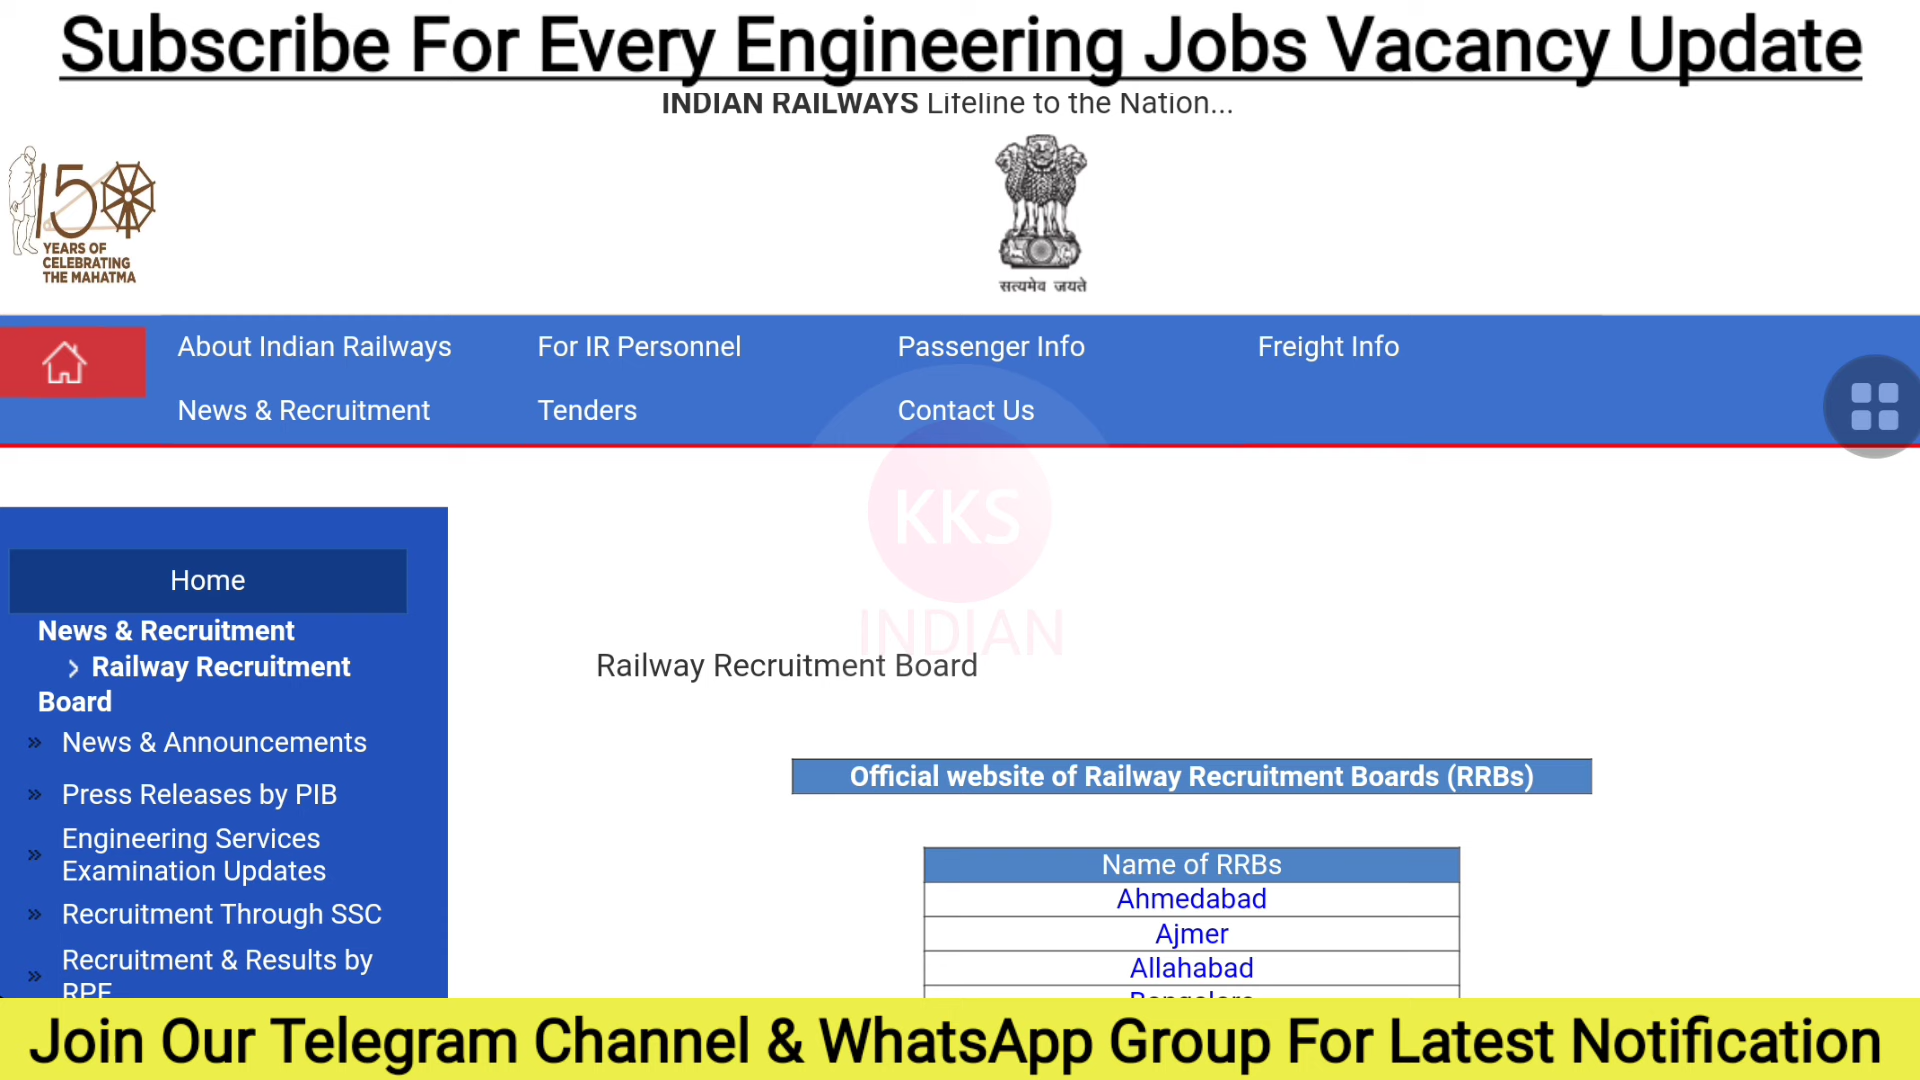 Subscribe For Every Engineering Jobs Vacancy Update
INDIAN RAILWAYS Lifeline to the Nation...
150
YEARS OF
CELEBRATING
THE MAHATMA
सत्यमेव जयते
About Indian Railways For IR Personnel Passenger Info Freight Info
News & Recruitment Tenders Contact Us
KKS
INDIAN
Home
News & Recruitment
Railway Recruitment
Board
» News & Announcements
» Press Releases by PIB
» Engineering Services
Examination Updates
» Recruitment Through SSC
» Recruitment & Results by
RPF
Railway Recruitment Board
Official website of Railway Recruitment Boards (RRBs)
Name of RRBs
Ahmedabad
Ajmer
Allahabad
Bangalore
Join Our Telegram Channel & WhatsApp Group For Latest Notification